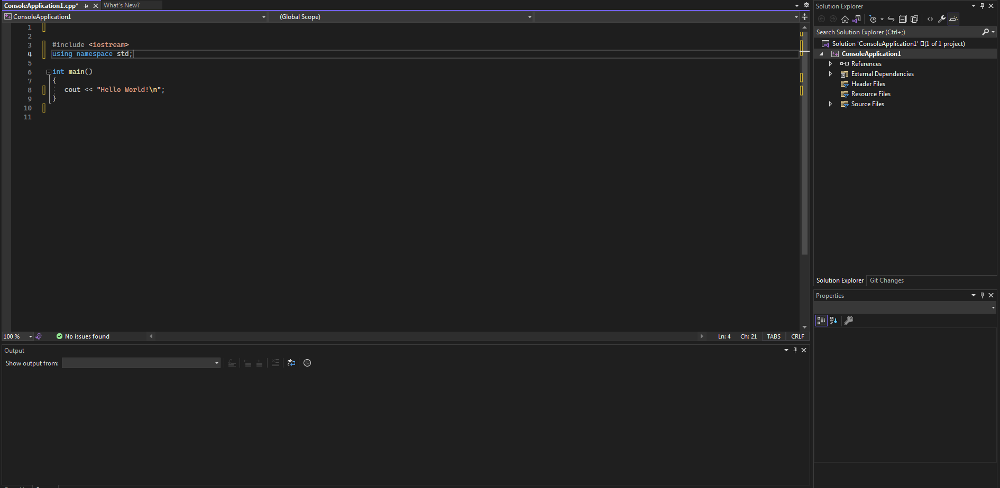 ConsoleApplication1.cpp* What's New?
ConsoleApplication1 (Global Scope)
1
2
3 #include <iostream>
4 using namespace std;
5
6 int main()
7 {
8 cout << "Hello World!\n";
9 }
10
11
100 % No issues found Ln: 4 Ch: 21 TABS CRLF
Output
Show output from:
Solution Explorer
Search Solution Explorer (Ctrl+;)
Solution 'ConsoleApplication1' (1 of 1 project)
ConsoleApplication1
References
External Dependencies
Header Files
Resource Files
Source Files
Solution Explorer Git Changes
Properties